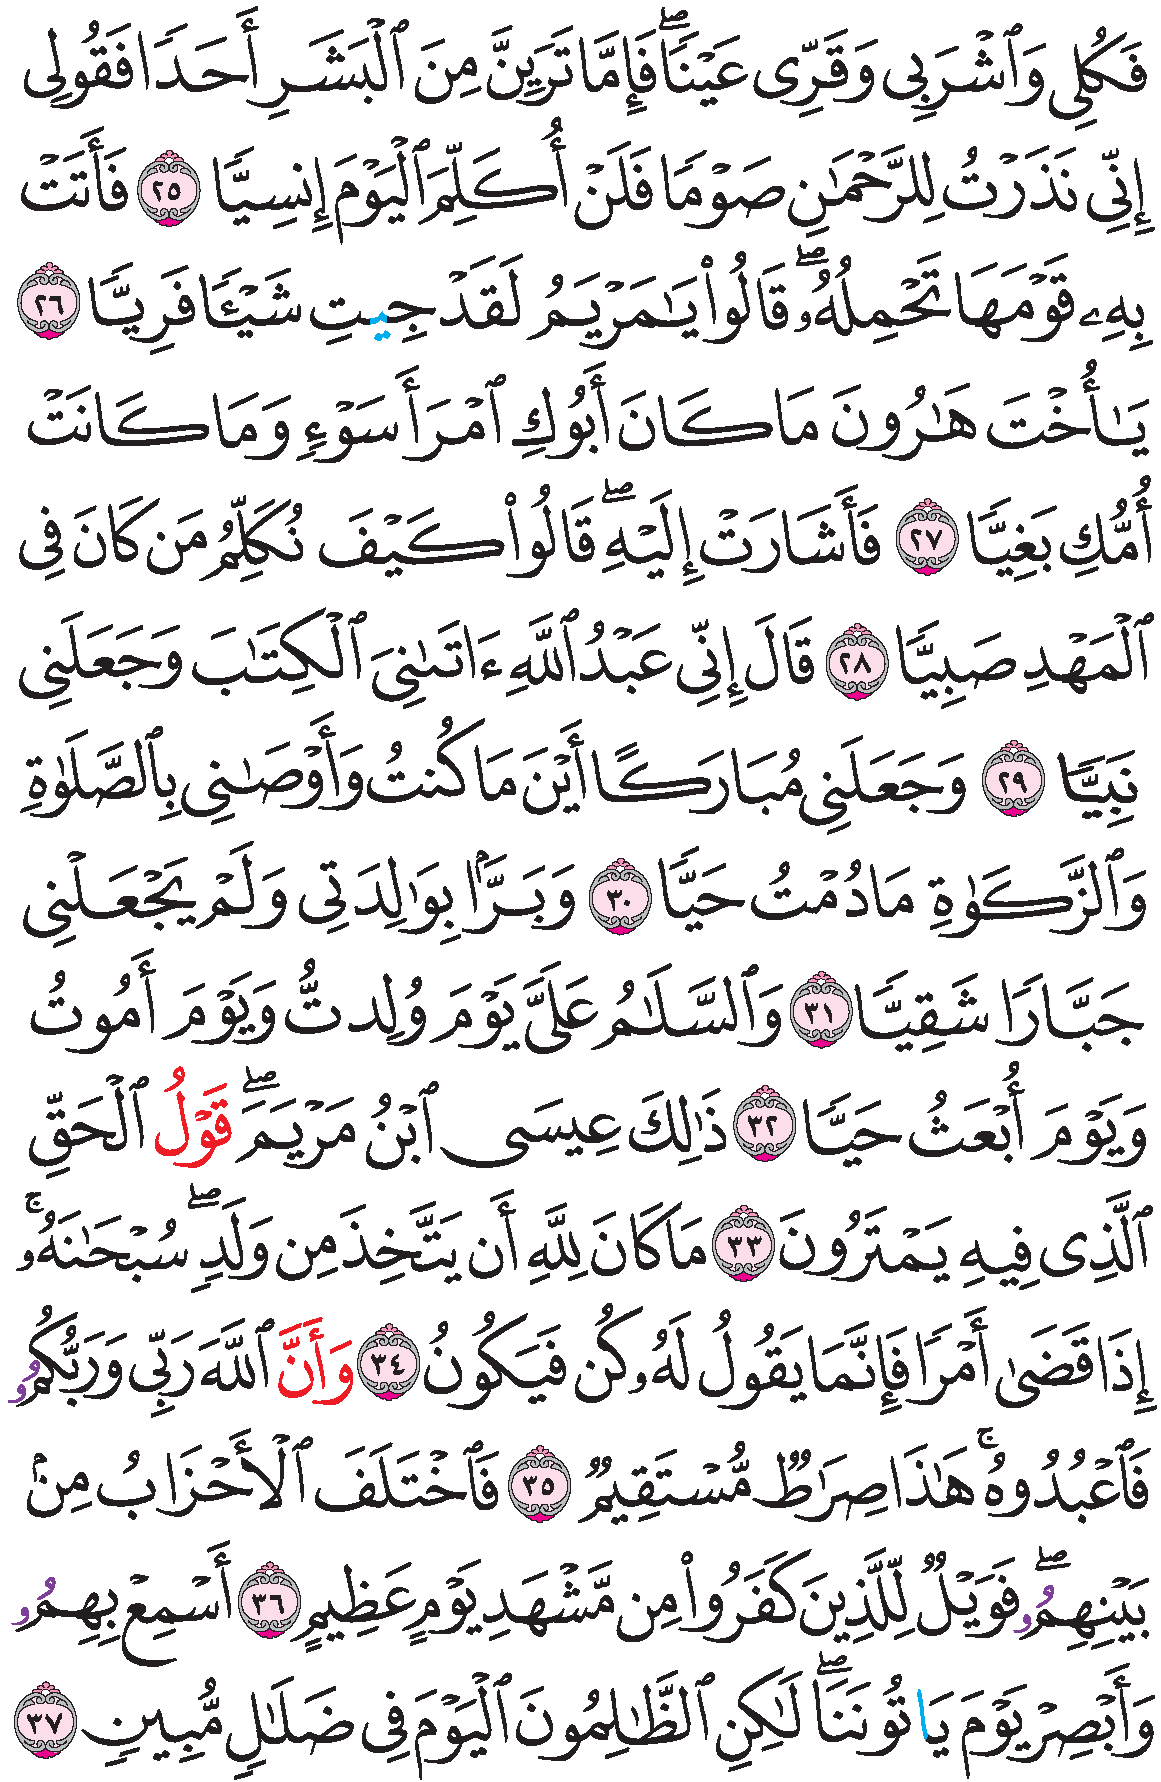 فَكُلِي وَٱشْرَبِي وَقَرِّي عَيْنٗاۖ فَإِمَّا تَرَيِنَّ مِنَ ٱلْبَشَرِ أَحَدٗا فَقُولِي
إِنِّي نَذَرْتُ لِلرَّحْمَٰنِ صَوْمٗا فَلَنْ أُكَلِّمَ ٱلْيَوْمَ إِنسِيّٗا ٢٥ فَأَتَتْ
بِهِۦ قَوْمَهَا تَحْمِلُهُۥۖ قَالُواْ يَٰمَرْيَمُ لَقَدْ جِيتِ شَيْـٔٗا فَرِيّٗا ٢٦
يَٰأُخْتَ هَٰرُونَ مَا كَانَ أَبُوكِ ٱمْرَأَ سَوْءٖ وَمَا كَانَتْ
أُمُّكِ بَغِيّٗا ٢٧ فَأَشَارَتْ إِلَيْهِۖ قَالُواْ كَيْفَ نُكَلِّمُ مَن كَانَ فِي
ٱلْمَهْدِ صَبِيّٗا ٢٨ قَالَ إِنِّي عَبْدُ ٱللَّهِ ءَاتَىٰنِيَ ٱلْكِتَٰبَ وَجَعَلَنِي
نَبِيّٗا ٢٩ وَجَعَلَنِي مُبَارَكًا أَيْنَ مَا كُنتُ وَأَوْصَٰنِي بِٱلصَّلَوٰةِ
وَٱلزَّكَوٰةِ مَا دُمْتُ حَيّٗا ٣٠ وَبَرَّۢا بِوَٰلِدَتِي وَلَمْ يَجْعَلْنِي
جَبَّارٗا شَقِيّٗا ٣١ وَٱلسَّلَٰمُ عَلَيَّ يَوْمَ وُلِدتُّ وَيَوْمَ أَمُوتُ
وَيَوْمَ أُبْعَثُ حَيّٗا ٣٢ ذَٰلِكَ عِيسَى ٱبْنُ مَرْيَمَۖ قَوْلُ ٱلْحَقِّ
ٱلَّذِي فِيهِ يَمْتَرُونَ ٣٣ مَا كَانَ لِلَّهِ أَن يَتَّخِذَ مِن وَلَدٖۖ سُبْحَٰنَهُۥۚ
إِذَا قَضَىٰ أَمْرٗا فَإِنَّمَا يَقُولُ لَهُۥ كُن فَيَكُونُ ٣٤ وَأَنَّ ٱللَّهَ رَبِّي وَرَبُّكُمُۥ
فَٱعْبُدُوهُۚ هَٰذَا صِرَٰطٞ مُّسْتَقِيمٞ ٣٥ فَٱخْتَلَفَ ٱلْأَحْزَابُ مِنۢ
بَيْنِهِمُۥۖ فَوَيْلٞ لِّلَّذِينَ كَفَرُواْ مِن مَّشْهَدِ يَوْمٍ عَظِيمٍ ٣٦ أَسْمِعْ بِهِمُۥ
وَأَبْصِرْ يَوْمَ يَاتُونَنَاۖ لَٰكِنِ ٱلظَّٰلِمُونَ ٱلْيَوْمَ فِي ضَلَٰلٖ مُّبِينٖ ٣٧